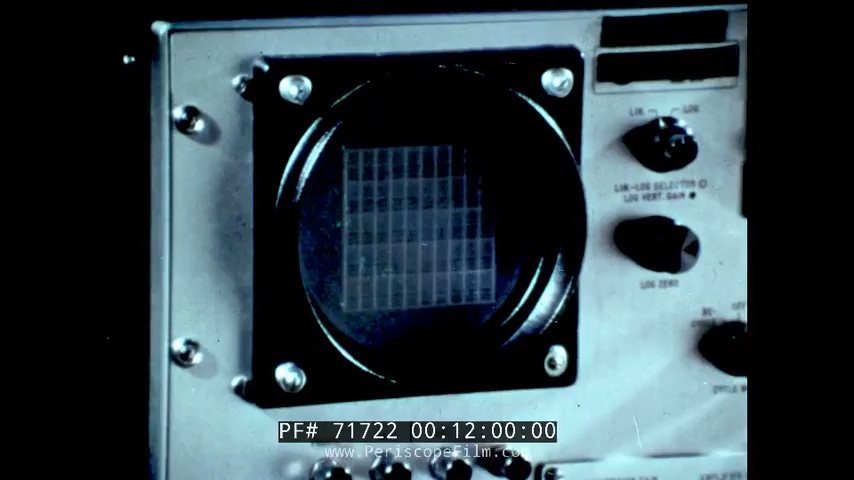 LIN. LOG
LIN.-LOG SELECTOR
LOG VERT. GAIN
LOG ZERO
OFF
PF# 71722 00:12:00:00
www.PeriscopeFilm.com